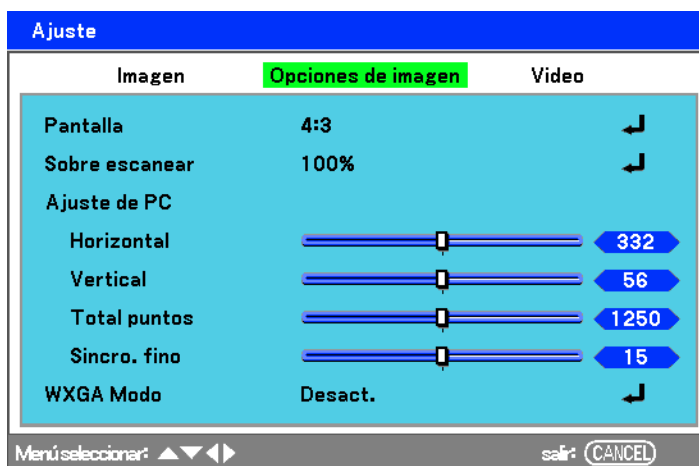 Ajuste
Imagen Opciones de imagen Video
Pantalla 4:3
Sobre escanear 100%
Ajuste de PC
Horizontal 332
Vertical 56
Total puntos 1250
Sincro. fino 15
WXGA Modo Desact.
Menú seleccionar: salir: CANCEL